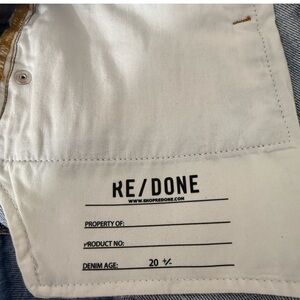 RE/DONE
WWW.SHOPREDONE.COM
PROPERTY OF:
PRODUCT NO:
DENIM AGE: 20 +/-